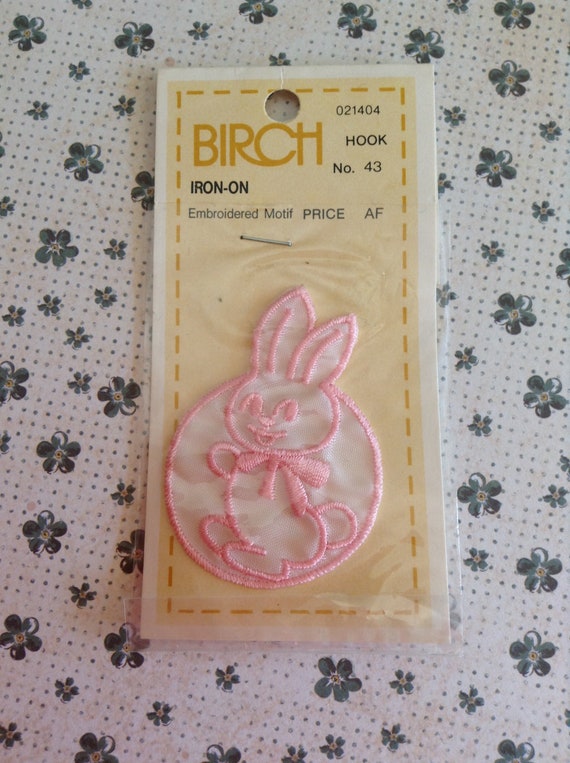 021404
BIRCH HOOK
No. 43
IRON-ON
Embroidered Motif PRICE AF